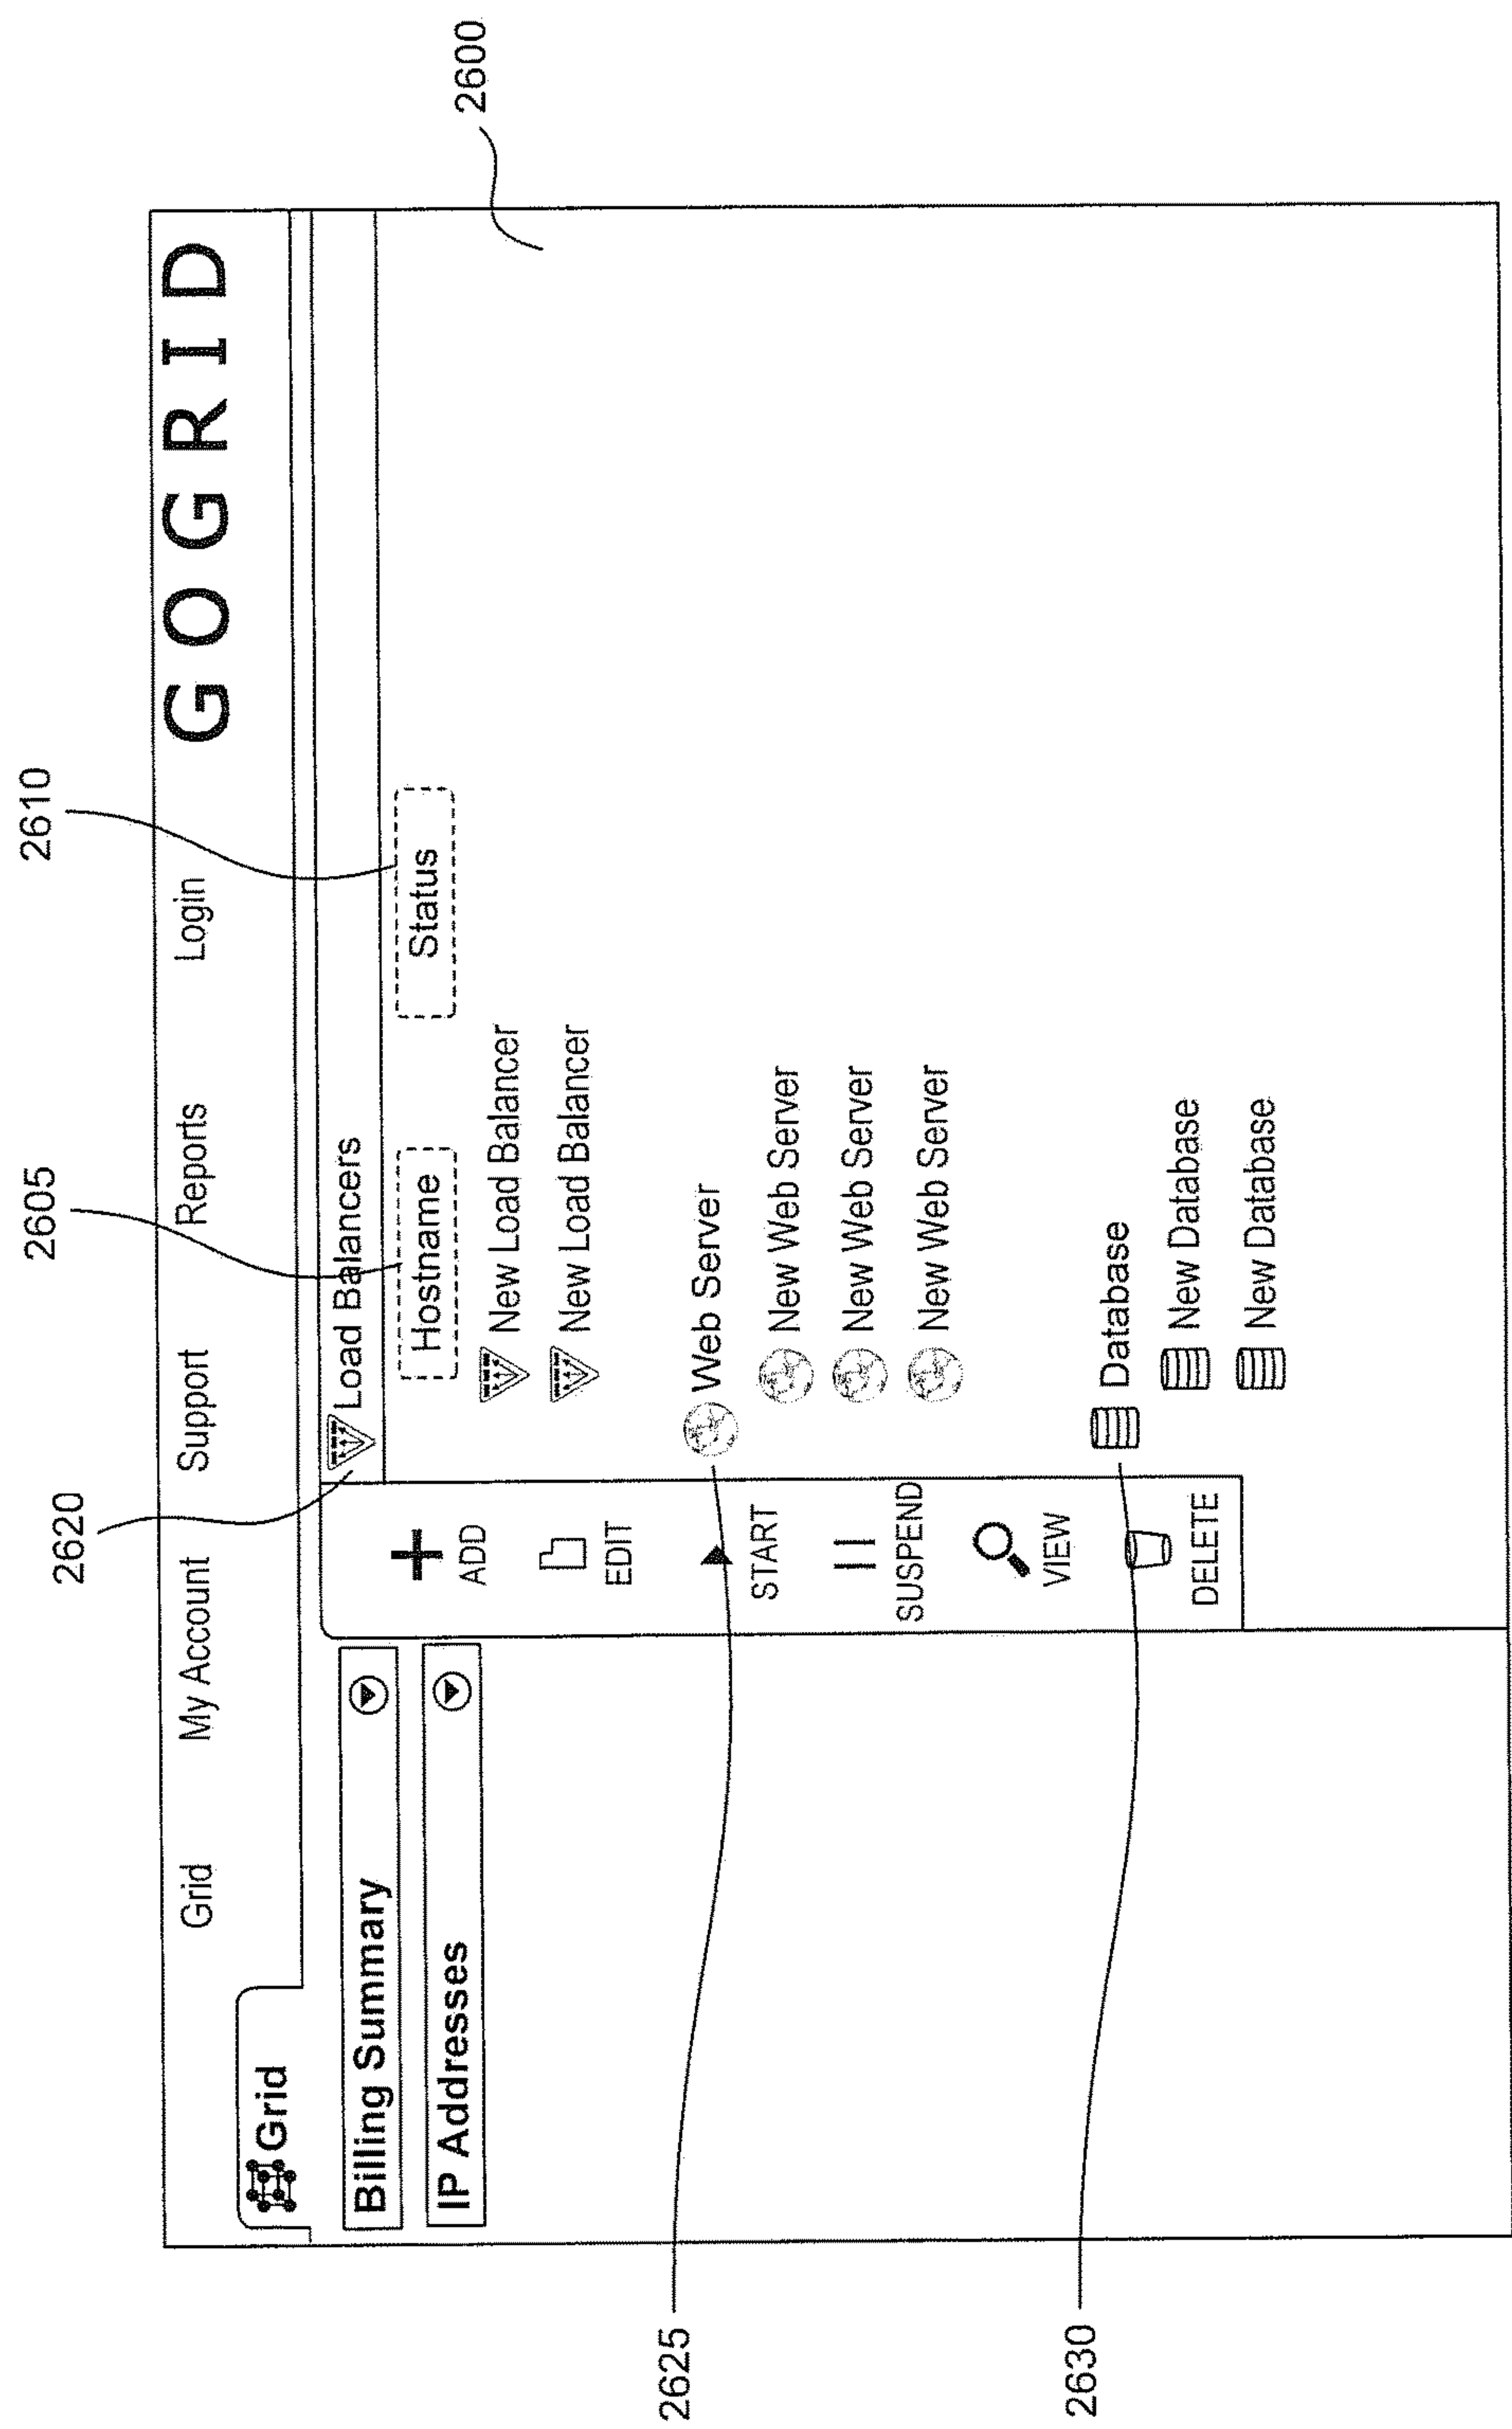 2620
2605
2610
2600
Grid My Account Support Reports Login GOGRID
Grid
Billing Summary
IP Addresses
Load Balancers
Hostname Status
ADD
New Load Balancer
New Load Balancer
EDIT
Web Server
START
New Web Server
New Web Server
New Web Server
SUSPEND
VIEW
Database
DELETE
New Database
New Database
2625
2630